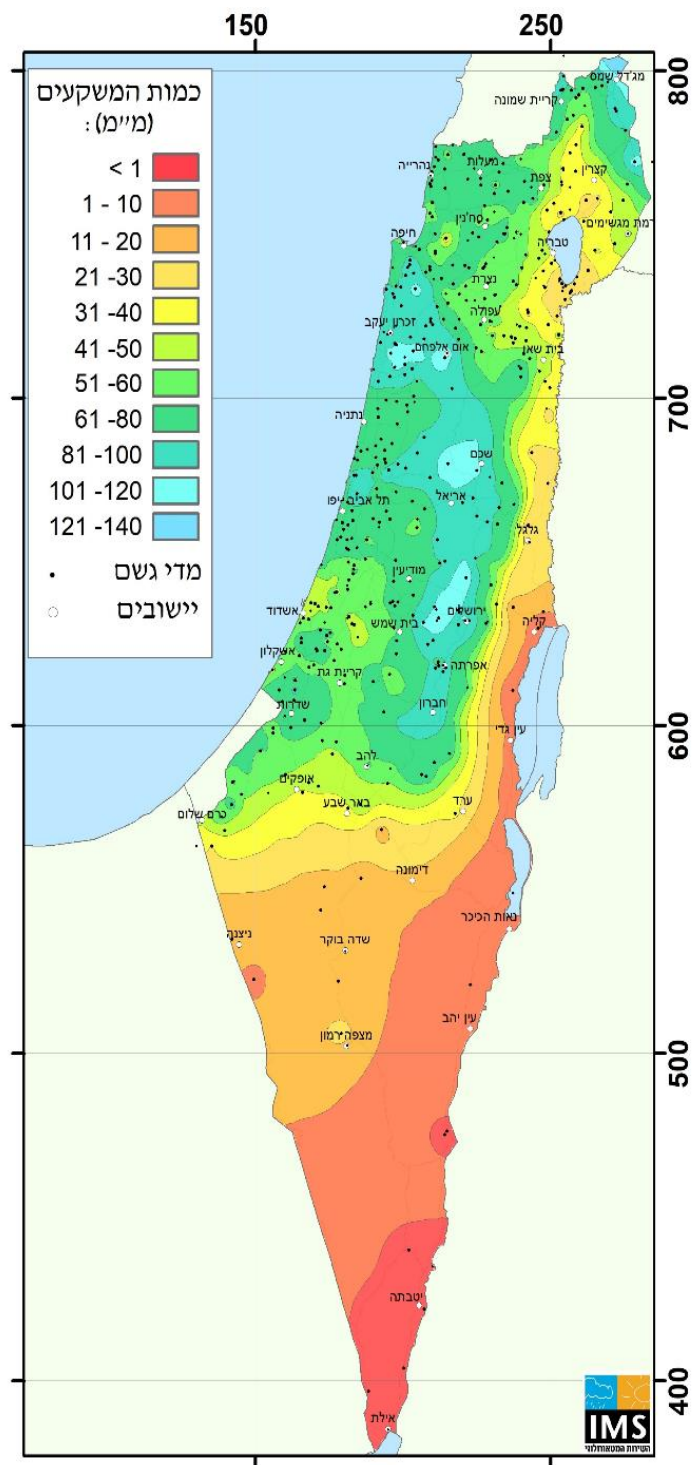 150 250
800
700
600
500
400
כמות המשקעים
(מ״מ) :
< 1
1 - 10
11 - 20
21 -30
31 -40
41 -50
51 -60
61 -80
81 -100
101 -120
121 -140
מדי גשם
יישובים
מג'דל שמס
קריית שמונה
מעלות
נהרייה
צפת
קצרין
סח'נין
רמת מגשימים
חיפה
טבריה
נצרת
עפולה
זכרון יעקב
אום אלפחם
בית שאן
נתניה
שכם
אריאל
תל אביב -יפו
גלגל
מודיעין
אשדוד
ירושלים
קליה
בית שמש
אשקלון
אפרתה
קריית גת
חברון
שדרות
עין גדי
להב
אופקים
ערד
באר שבע
כרם שלום
דימונה
נאות הכיכר
ניצנה
שדה בוקר
עין יהב
מצפה רמון
יטבתה
אילת
IMS
השירות המטאורולוגי